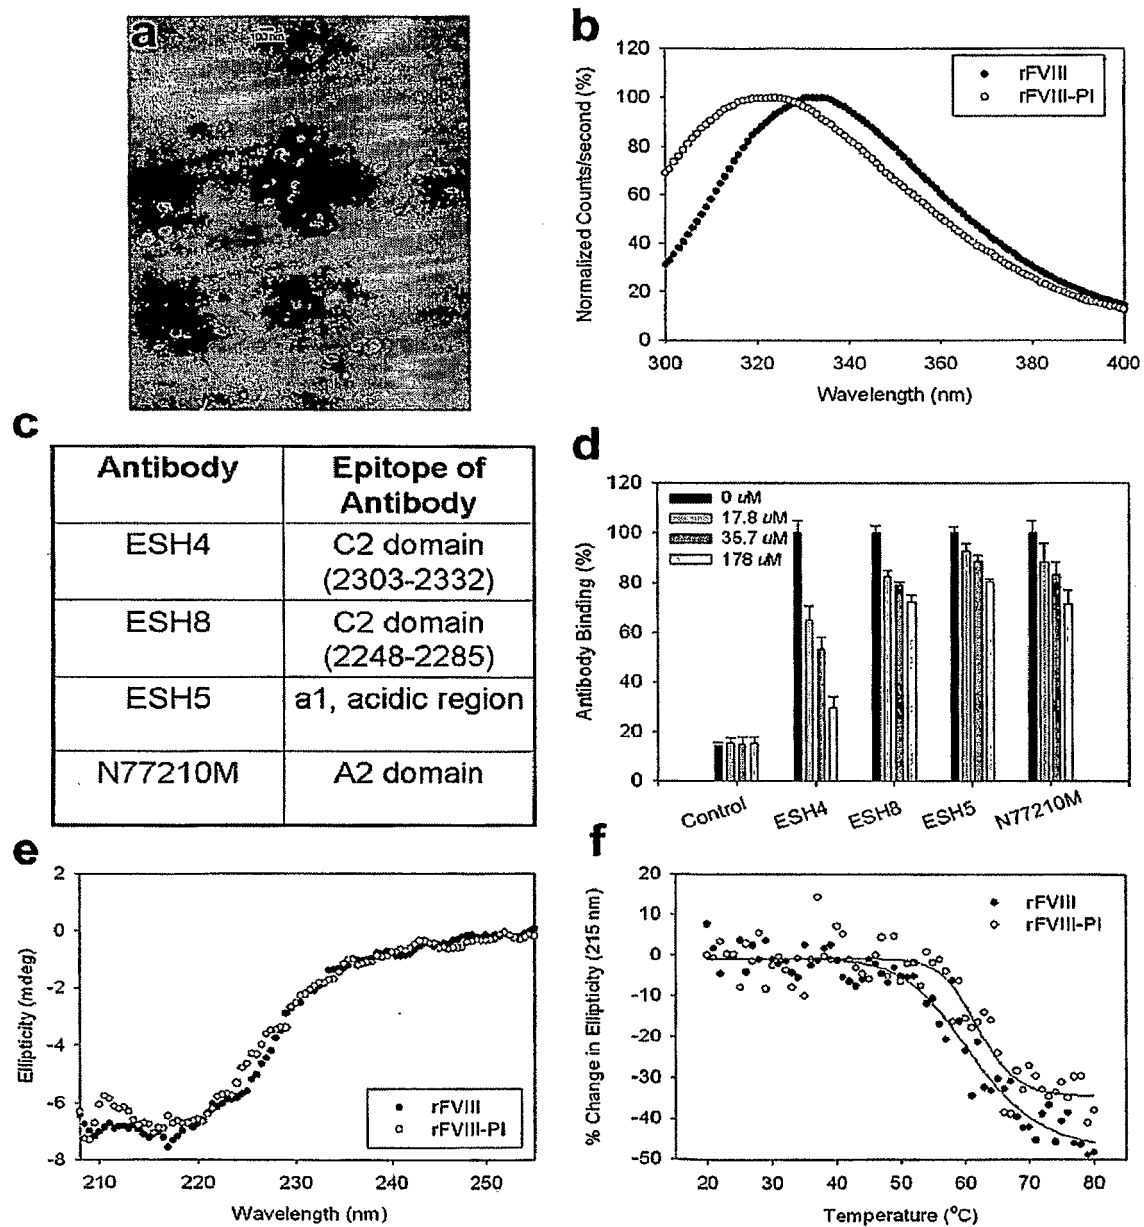 a
b
120
100
80
60
40
20
0
Normalized Counts/second (%)
rFVIII
rFVIII-PI
300 320 340 360 380 400
Wavelength (nm)
c
Antibody Epitope of
Antibody
ESH4 C2 domain
(2303-2332)
ESH8 C2 domain
(2248-2285)
ESH5 a1, acidic region
N77210M A2 domain
d
120
100
80
60
40
20
0
Antibody Binding (%)
0 uM
17.8 uM
35.7 uM
178 uM
Control ESH4 ESH8 ESH5 N77210M
e
2
0
-2
-4
-6
-8
Ellipticity (mdeg)
rFVIII
rFVIII-PI
210 220 230 240 250
Wavelength (nm)
f
20
10
0
-10
-20
-30
-40
-50
% Change in Ellipticity (215 nm)
rFVIII
rFVIII-PI
20 30 40 50 60 70 80
Temperature (°C)